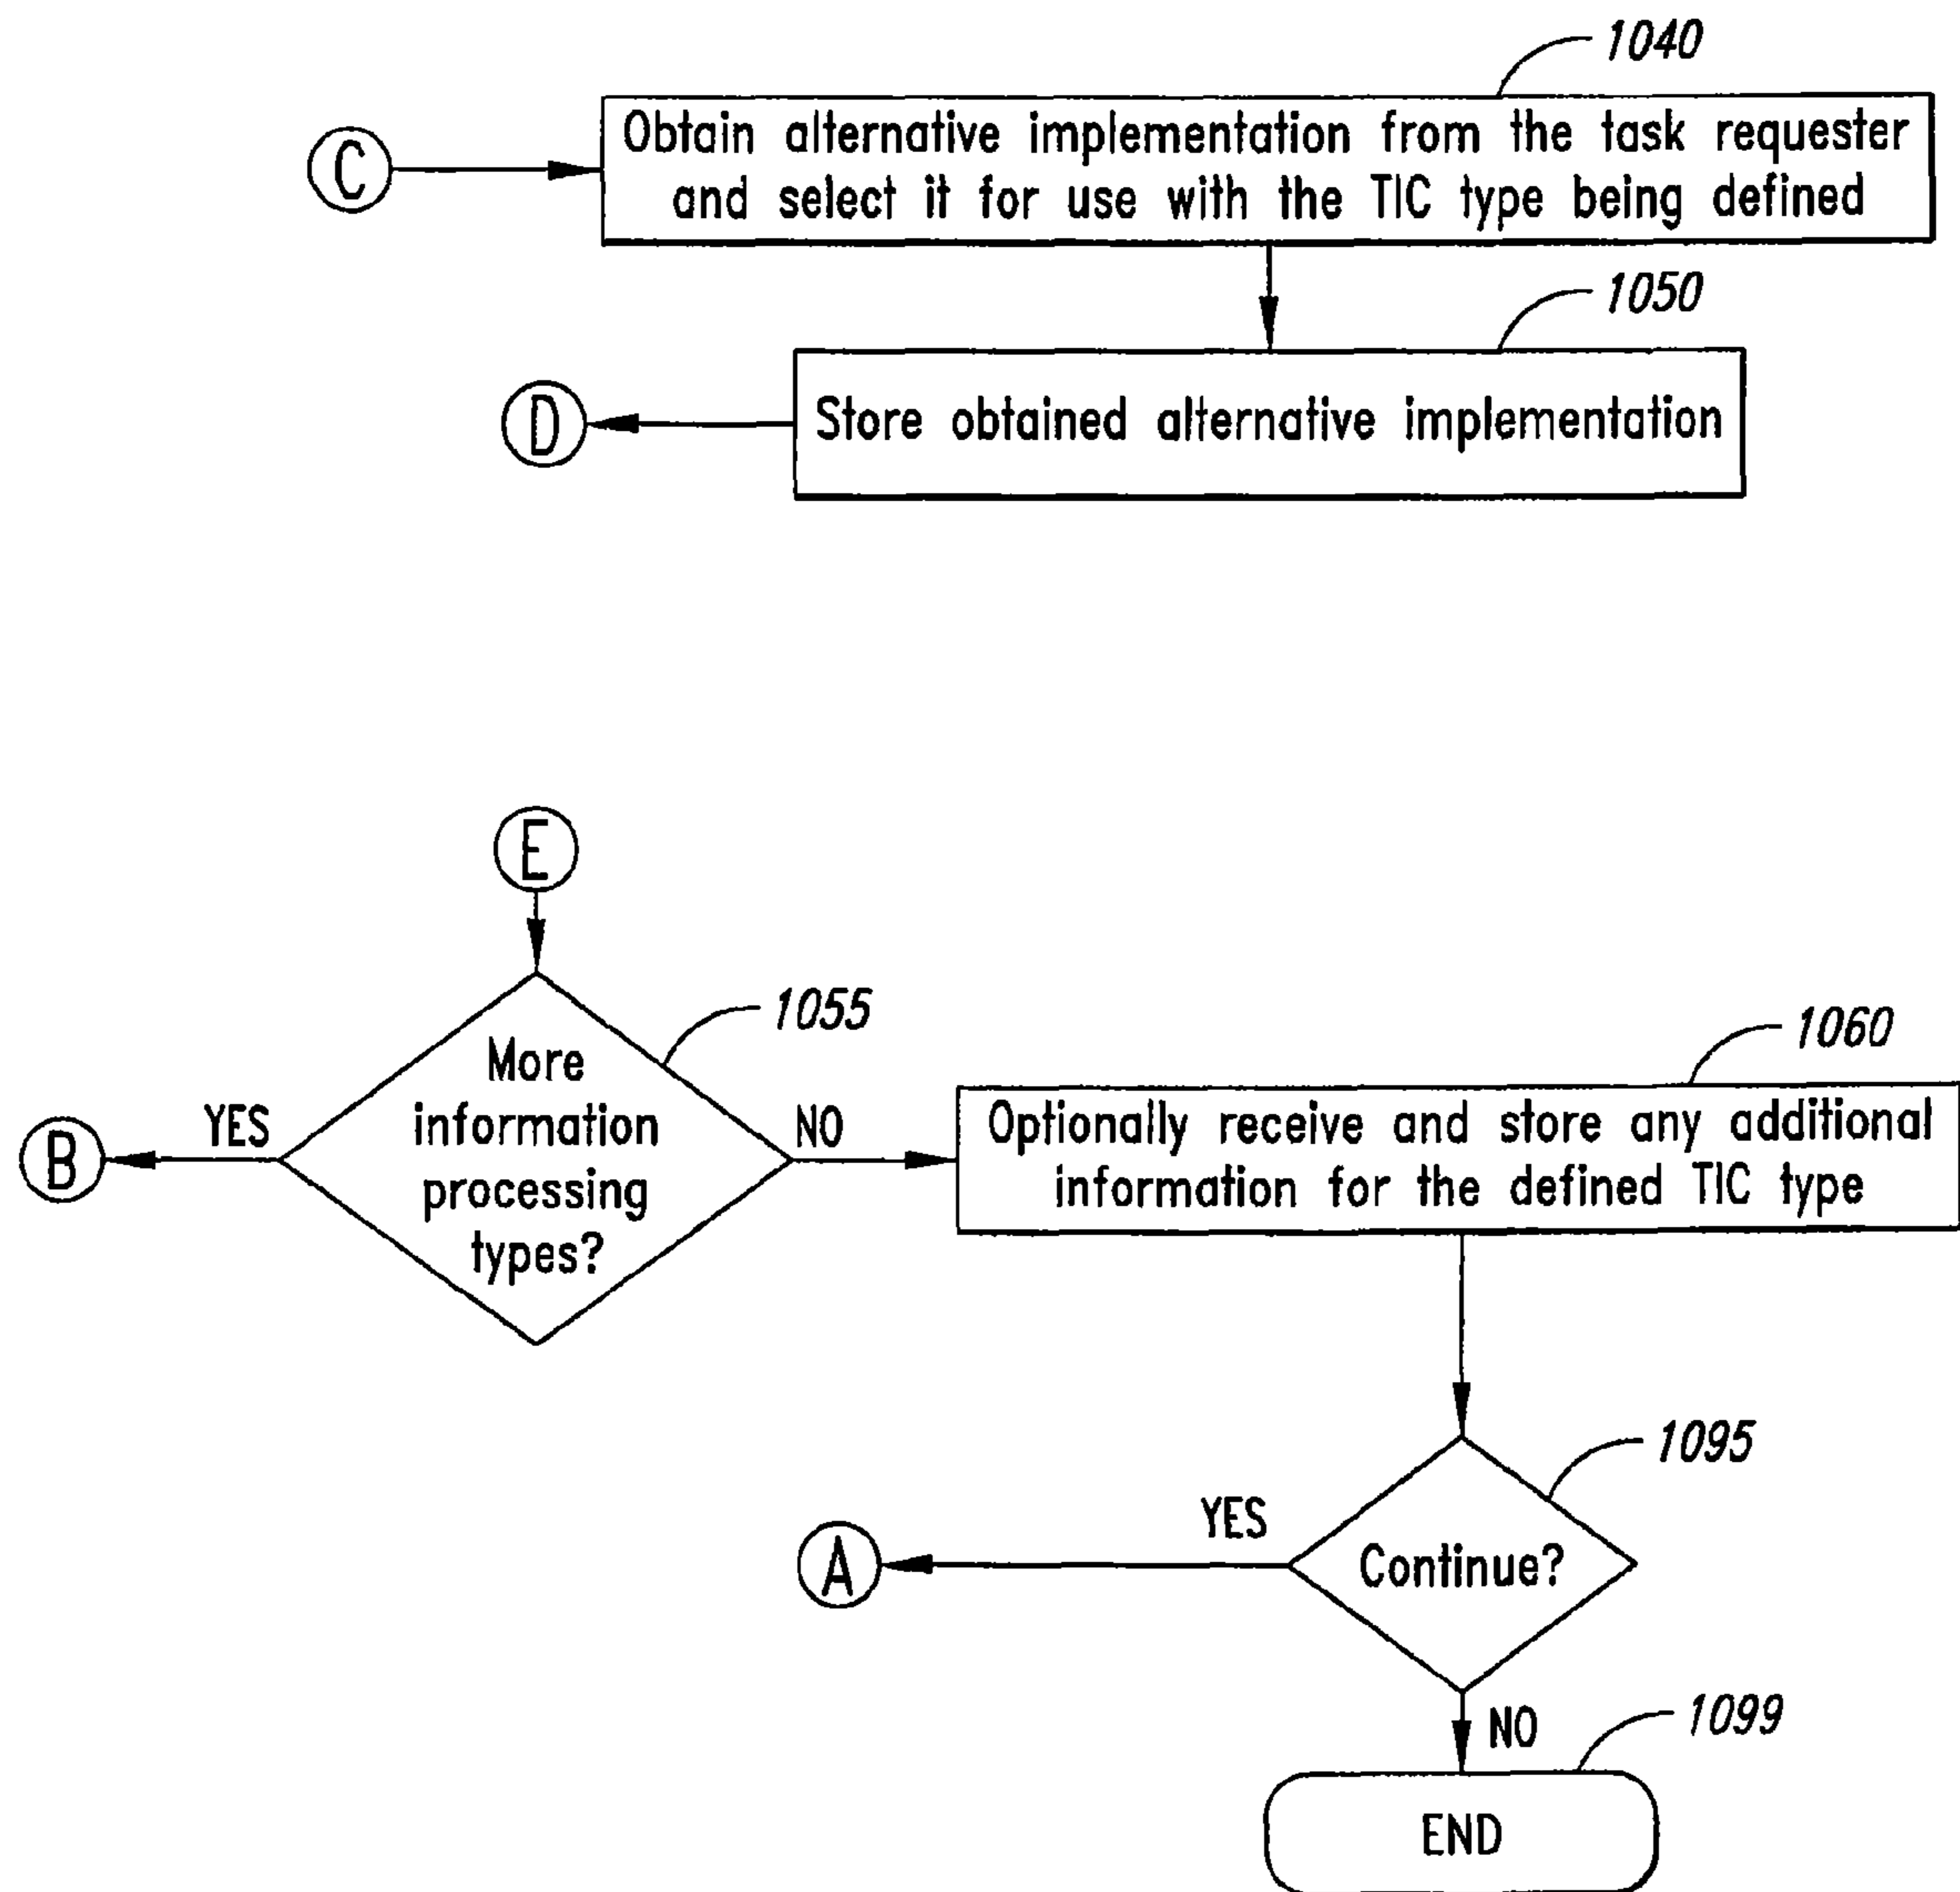 1040
C
Obtain alternative implementation from the task requester
and select it for use with the TIC type being defined
1050
D
Store obtained alternative implementation
E
1055
More
information
processing
types?
YES
B
NO
1060
Optionally receive and store any additional
information for the defined TIC type
1095
Continue?
YES
A
NO
1099
END